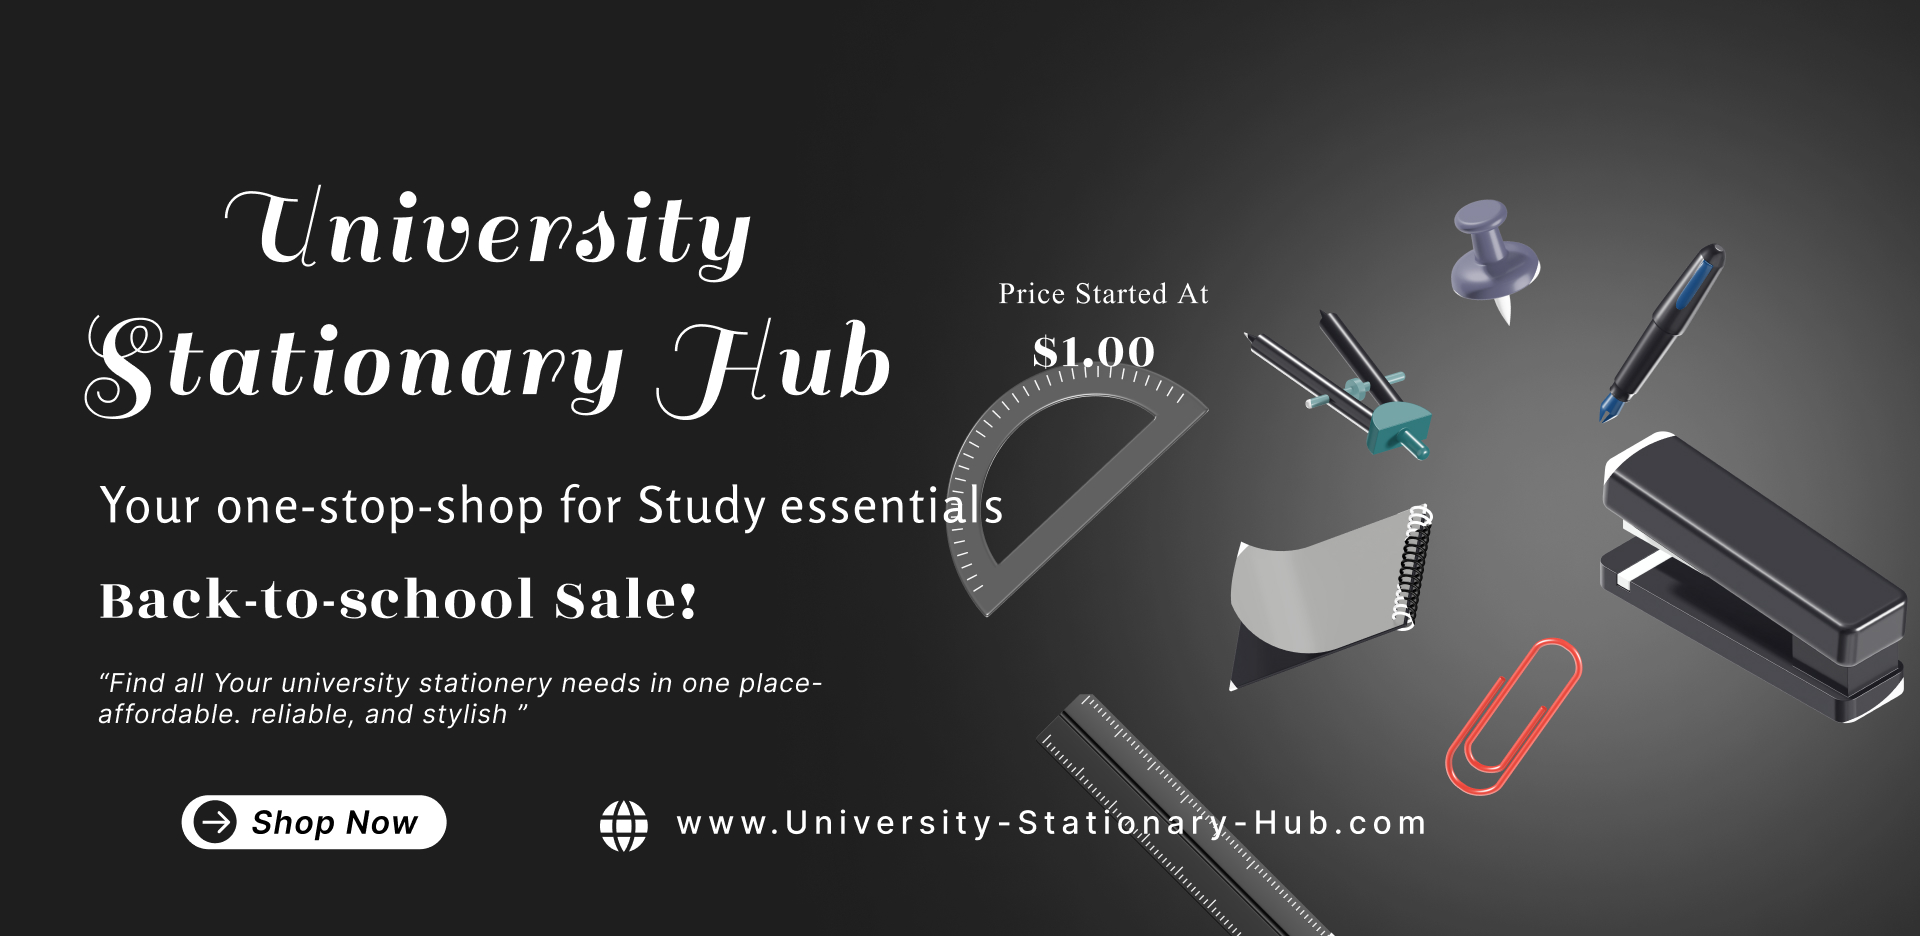 University
Stationary Hub
Price Started At
$1.00
Your one-stop-shop for Study essentials
Back-to-school Sale!
“Find all Your university stationery needs in one place-
affordable. reliable, and stylish ”
Shop Now
www.University-Stationary-Hub.com